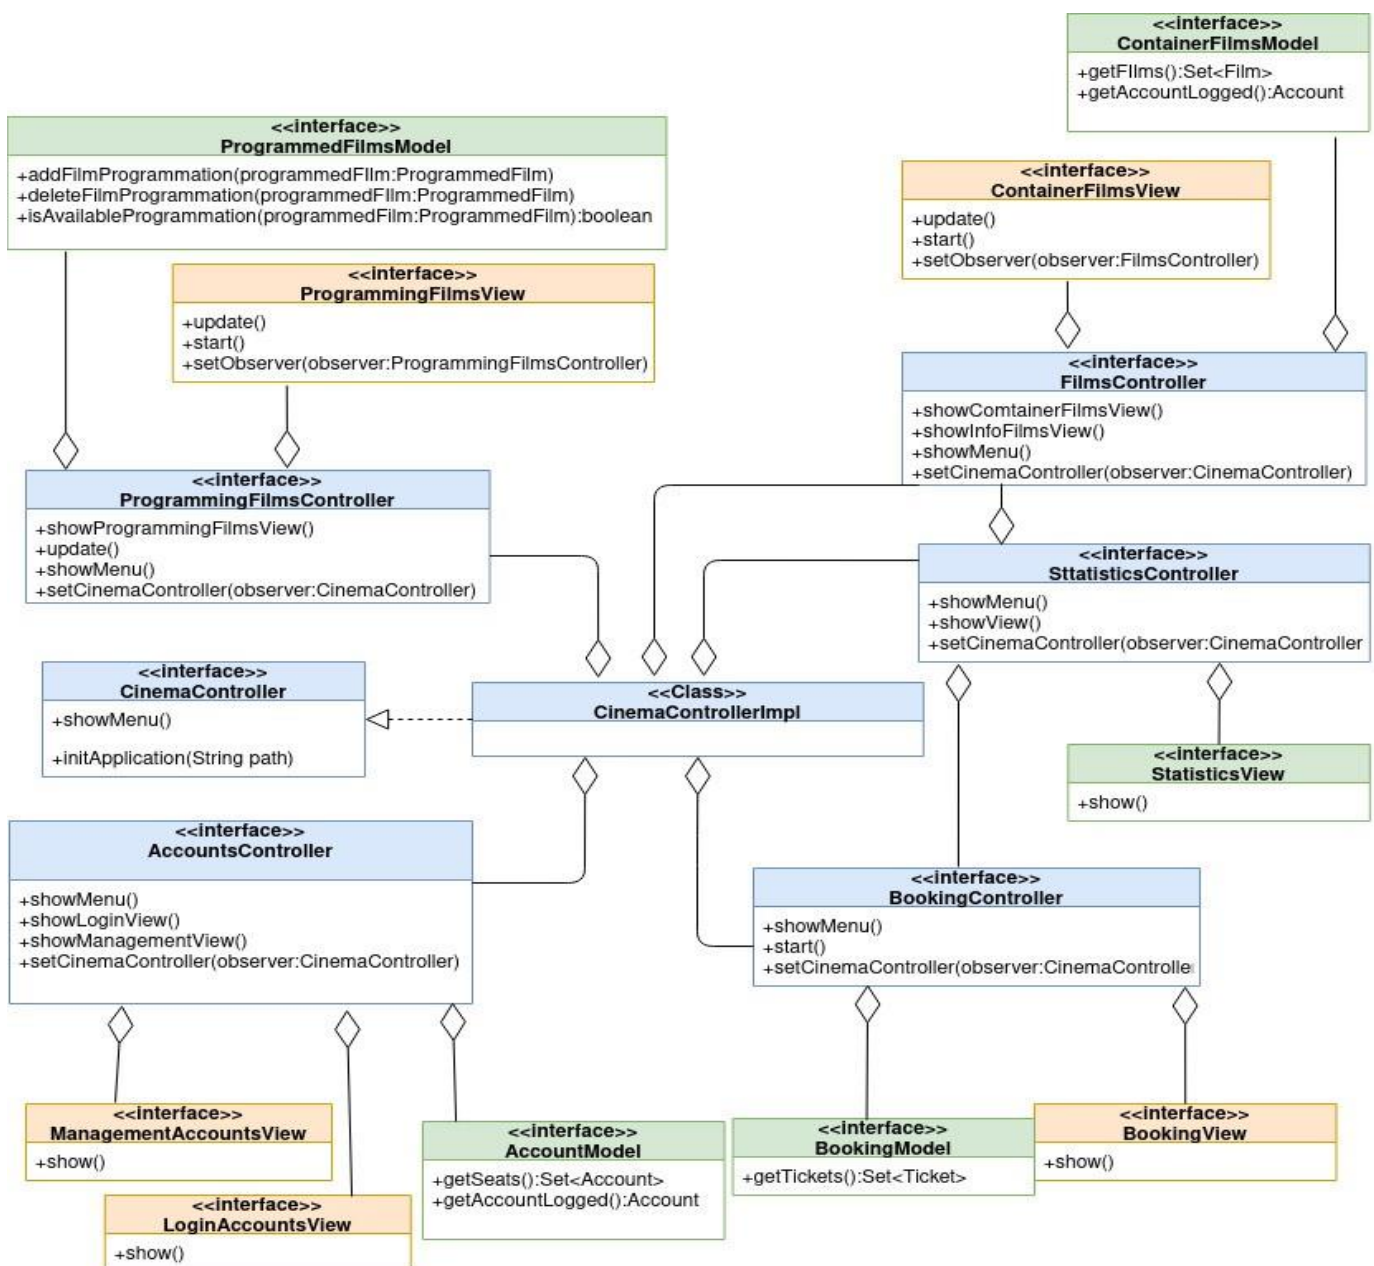 <<interface>>
ContainerFilmsModel
+getFIlms():Set<Film>
+getAccountLogged():Account
<<interface>>
ProgrammedFilmsModel
+addFilmProgrammation(programmedFIlm:ProgrammedFilm)
+deleteFilmProgrammation(programmedFIlm:ProgrammedFilm)
+isAvailableProgrammation(programmedFilm:ProgrammedFilm):boolean
<<interface>>
ContainerFilmsView
+update()
+start()
+setObserver(observer:FilmsController)
<<interface>>
ProgrammingFilmsView
+update()
+start()
+setObserver(observer:ProgrammingFilmsController)
<<interface>>
FilmsController
+showComtainerFilmsView()
+showInfoFilmsView()
+showMenu()
+setCinemaController(observer:CinemaController)
<<interface>>
ProgrammingFilmsController
+showProgrammingFilmsView()
+update()
+showMenu()
+setCinemaController(observer:CinemaController)
<<interface>>
SttatisticsController
+showMenu()
+showView()
+setCinemaController(observer:CinemaController
<<interface>>
CinemaController
+showMenu()
+initApplication(String path)
<<Class>>
CinemaControllerImpl
<<interface>>
StatisticsView
+show()
<<interface>>
AccountsController
+showMenu()
+showLoginView()
+showManagementView()
+setCinemaController(observer:CinemaController)
<<interface>>
BookingController
+showMenu()
+start()
+setCinemaController(observer:CinemaControlle
<<interface>>
ManagementAccountsView
+show()
<<interface>>
LoginAccountsView
+show()
<<interface>>
AccountModel
+getSeats():Set<Account>
+getAccountLogged():Account
<<interface>>
BookingModel
+getTickets():Set<Ticket>
<<interface>>
BookingView
+show()